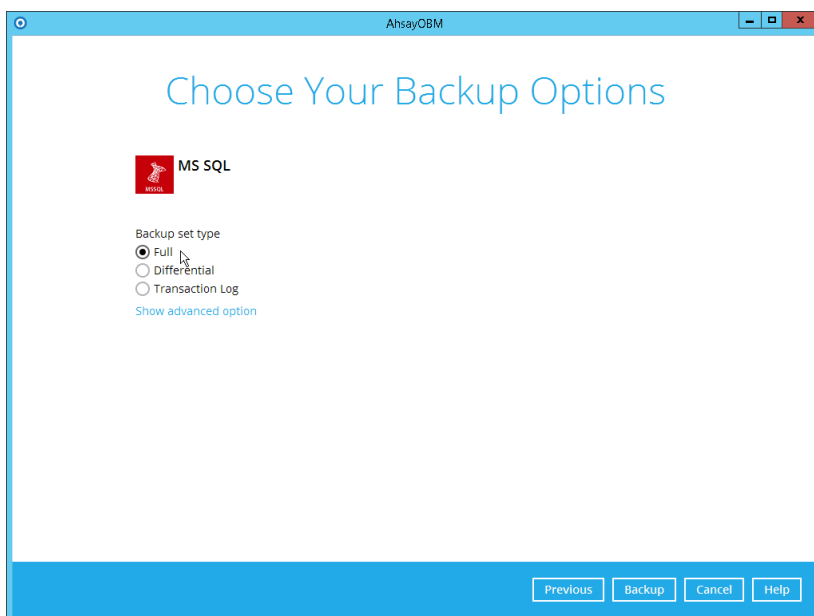 AhsayOBM
Choose Your Backup Options
MS SQL
MSSQL
Backup set type
Full
Differential
Transaction Log
Show advanced option
Previous Backup Cancel Help